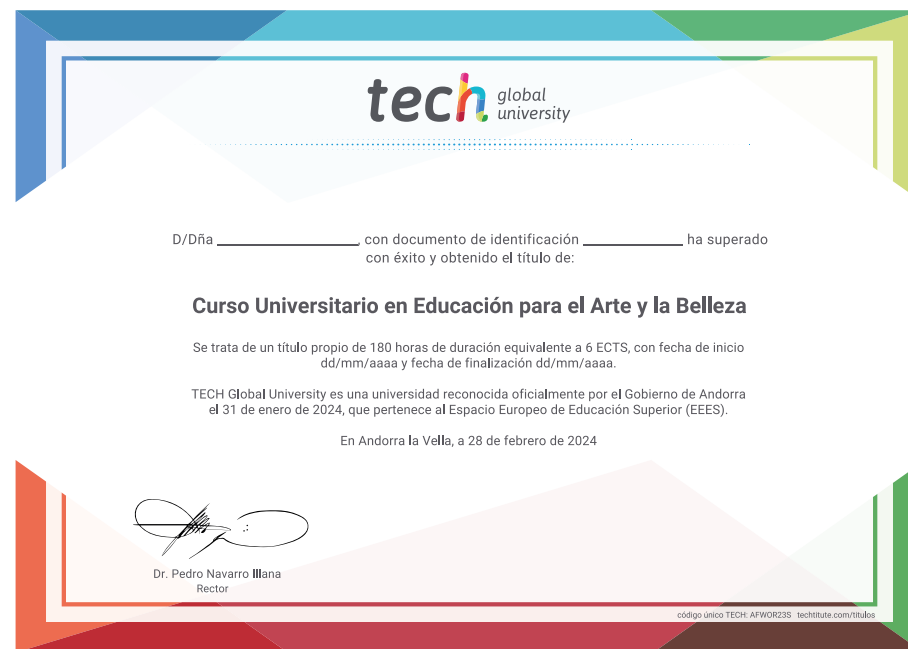 tech global university
D/Dña ____________, con documento de identificación ____________ ha superado
con éxito y obtenido el título de:
Curso Universitario en Educación para el Arte y la Belleza
Se trata de un título propio de 180 horas de duración equivalente a 6 ECTS, con fecha de inicio
dd/mm/aaaa y fecha de finalización dd/mm/aaaa.
TECH Global University es una universidad reconocida oficialmente por el Gobierno de Andorra
el 31 de enero de 2024, que pertenece al Espacio Europeo de Educación Superior (EEES).
En Andorra la Vella, a 28 de febrero de 2024
Dr. Pedro Navarro Illana
Rector
código único TECH: AFWOR23S techtitute.com/titulos